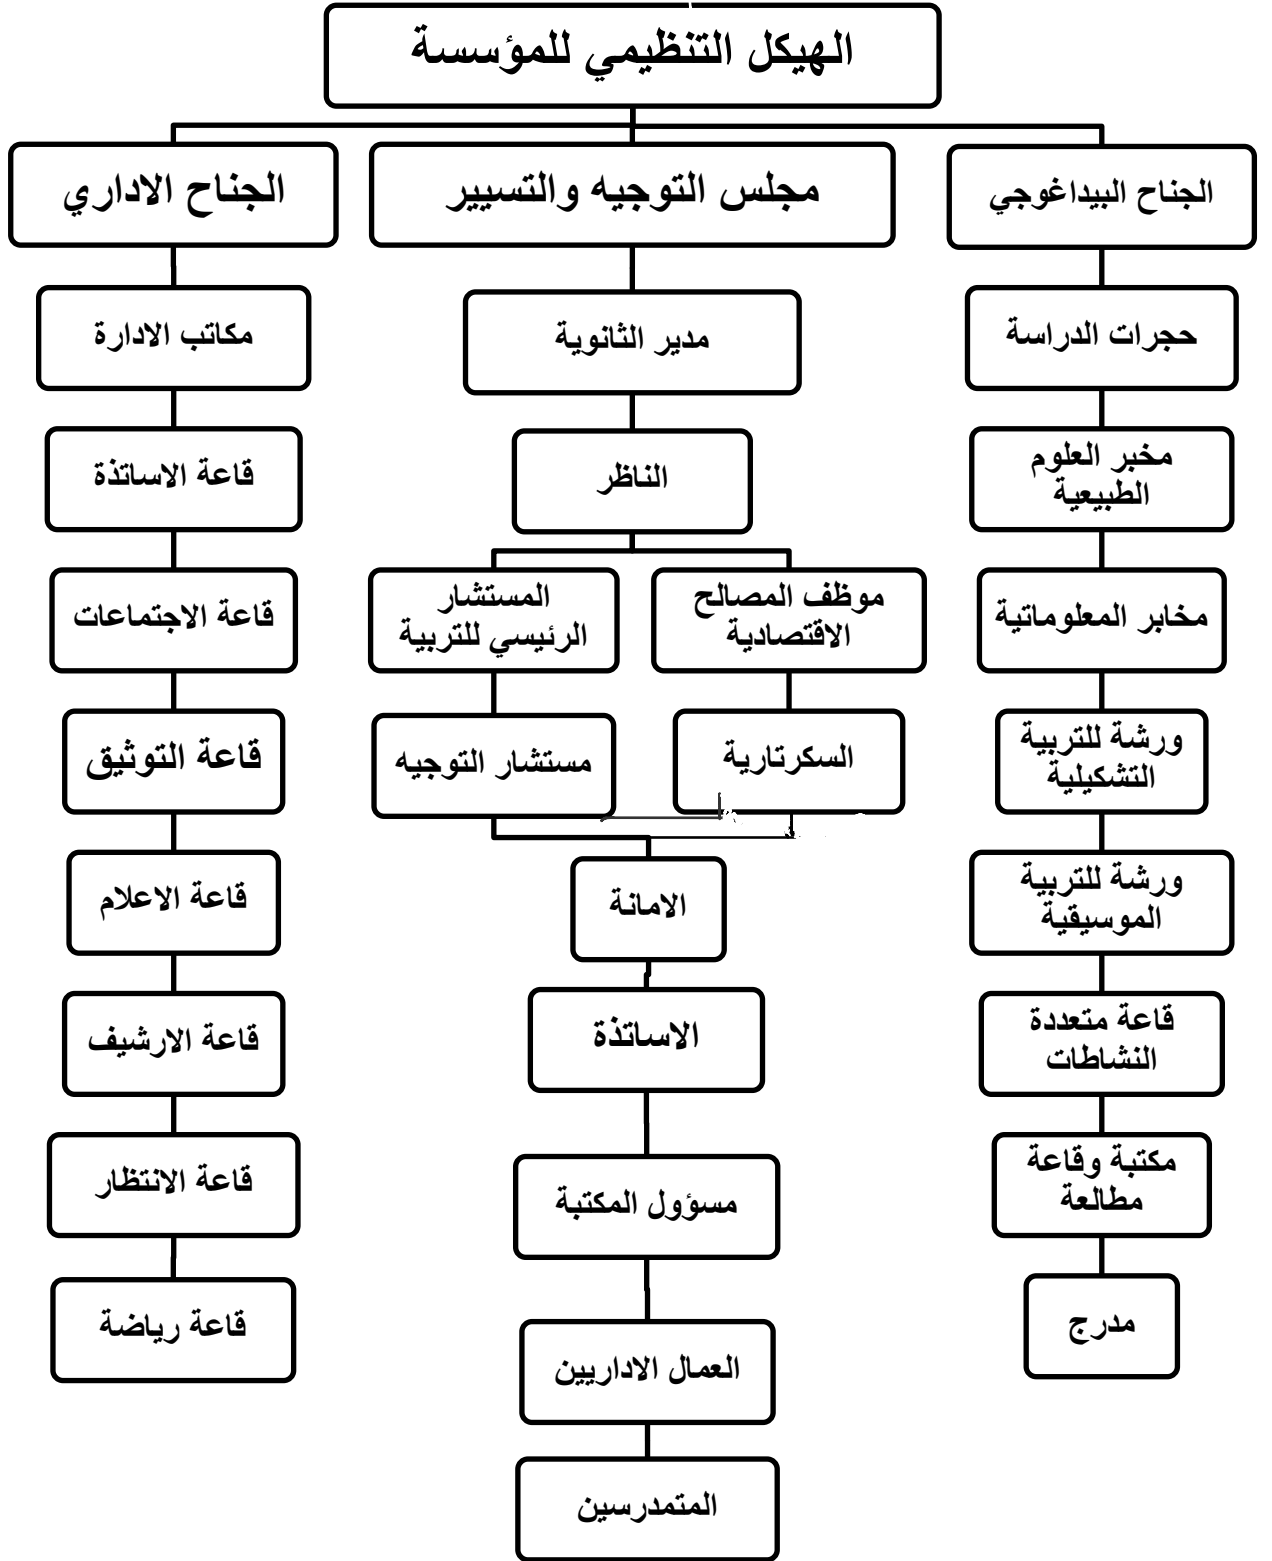 الهيكل التنظيمي للمؤسسة
الجناح البيداغوجي
حجرات الدراسة
مخبر العلوم
الطبيعية
مخابر المعلوماتية
ورشة للتربية
التشكيلية
ورشة للتربية
الموسيقية
قاعة متعددة
النشاطات
مكتبة وقاعة
مطالعة
مدرج
مجلس التوجيه والتسيير
مدير الثانوية
الناظر
موظف المصالح
الاقتصادية
السكرتارية
المستشار
الرئيسي للتربية
مستشار التوجيه
الامانة
الاساتذة
مسؤول المكتبة
العمال الاداريين
المتمدرسين
الجناح الاداري
مكاتب الادارة
قاعة الاساتذة
قاعة الاجتماعات
قاعة التوثيق
قاعة الاعلام
قاعة الارشيف
قاعة الانتظار
قاعة رياضة